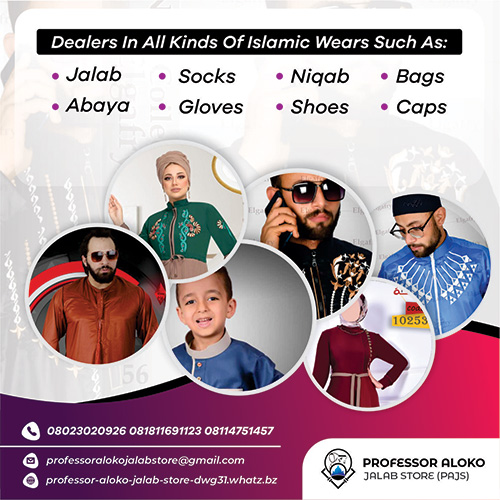 Dealers In All Kinds Of Islamic Wears Such As:
• Jalab • Socks • Niqab • Bags
• Abaya • Gloves • Shoes • Caps
10253
56
08023020926 081811691123 08114751457
professoralokojalabstore@gmail.com
professor-aloko-jalab-store-dwg31.whatz.bz
PROFESSOR ALOKO
JALAB STORE (PAJS)